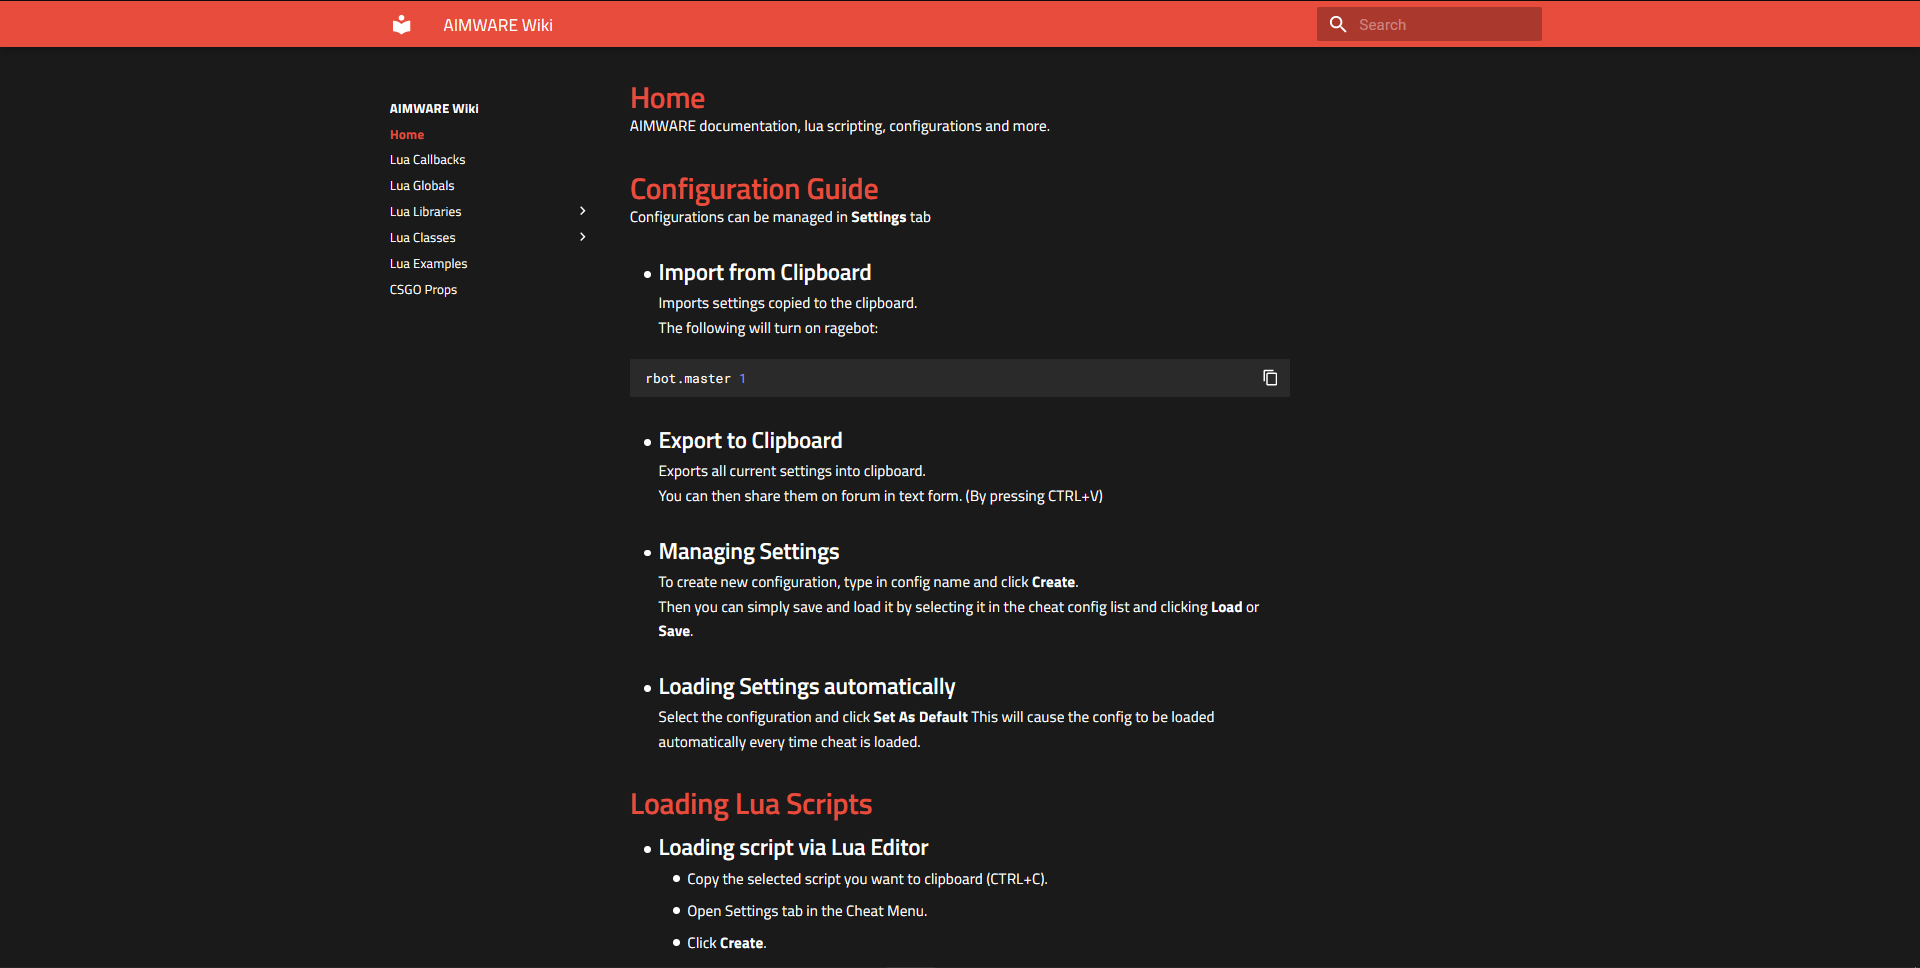 AIMWARE Wiki
Search
AIMWARE Wiki
Home
Lua Callbacks
Lua Globals
Lua Libraries
Lua Classes
Lua Examples
CSGO Props
Home
AIMWARE documentation, lua scripting, configurations and more.
Configuration Guide
Configurations can be managed in Settings tab
Import from Clipboard
Imports settings copied to the clipboard.
The following will turn on ragebot:
rbot.master 1
Export to Clipboard
Exports all current settings into clipboard.
You can then share them on forum in text form. (By pressing CTRL+V)
Managing Settings
To create new configuration, type in config name and click Create.
Then you can simply save and load it by selecting it in the cheat config list and clicking Load or
Save.
Loading Settings automatically
Select the configuration and click Set As Default This will cause the config to be loaded
automatically every time cheat is loaded.
Loading Lua Scripts
Loading script via Lua Editor
Copy the selected script you want to clipboard (CTRL+C).
Open Settings tab in the Cheat Menu.
Click Create.